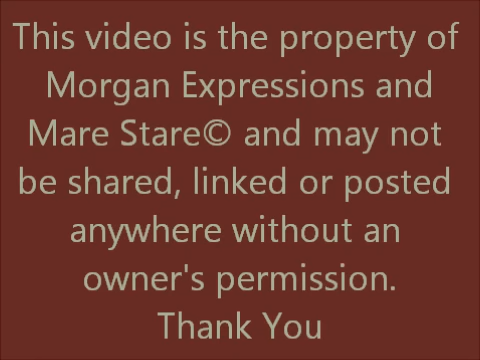 This video is the property of
Morgan Expressions and
Mare Stare© and may not
be shared, linked or posted
anywhere without an
owner's permission.
Thank You